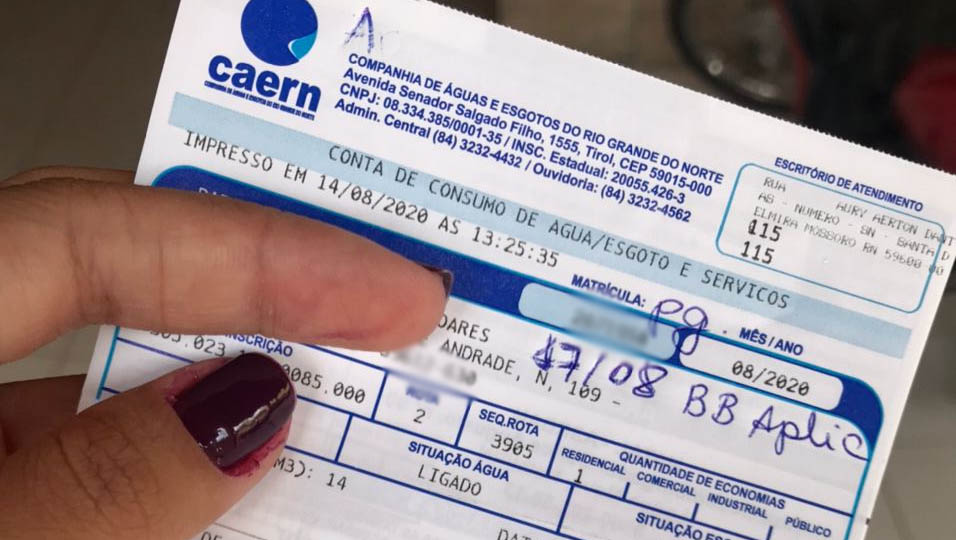 caern
COMPANHIA DE ÁGUAS E ESGOTOS DO RIO GRANDE DO NORTE
Avenida Senador Salgado Filho, 1555, Tirol, CEP 59015-000
CNPJ: 08.334.385/0001-35 / INSC. Estadual: 20055.426-3
Admin. Central (84) 3232-4432 / Ouvidoria: (84) 3232-4562
ESCRITÓRIO DE ATENDIMENTO
RUA AURY AERTON DANT
AS - NUMERO - SN - SANTA D
ELMIRA MOSSORO RN 59600 00
115
115
CONTA DE CONSUMO DE AGUA/ESGOTO E SERVICOS
IMPRESSO EM 14/08/2020 AS 13:25:35
MATRÍCULA:
pg
MÊS / ANO
08/2020
17/08 BB Aplic
ANDRADE, N, 109 -
INSCRIÇÃO
0085.000
ROTA
2
SEQ.ROTA
3905
QUANTIDADE DE ECONOMIAS
RESIDENCIAL COMERCIAL INDUSTRIAL PÚBLICO
1
SITUAÇÃO ÁGUA
LIGADO
M3): 14
SITUAÇÃO